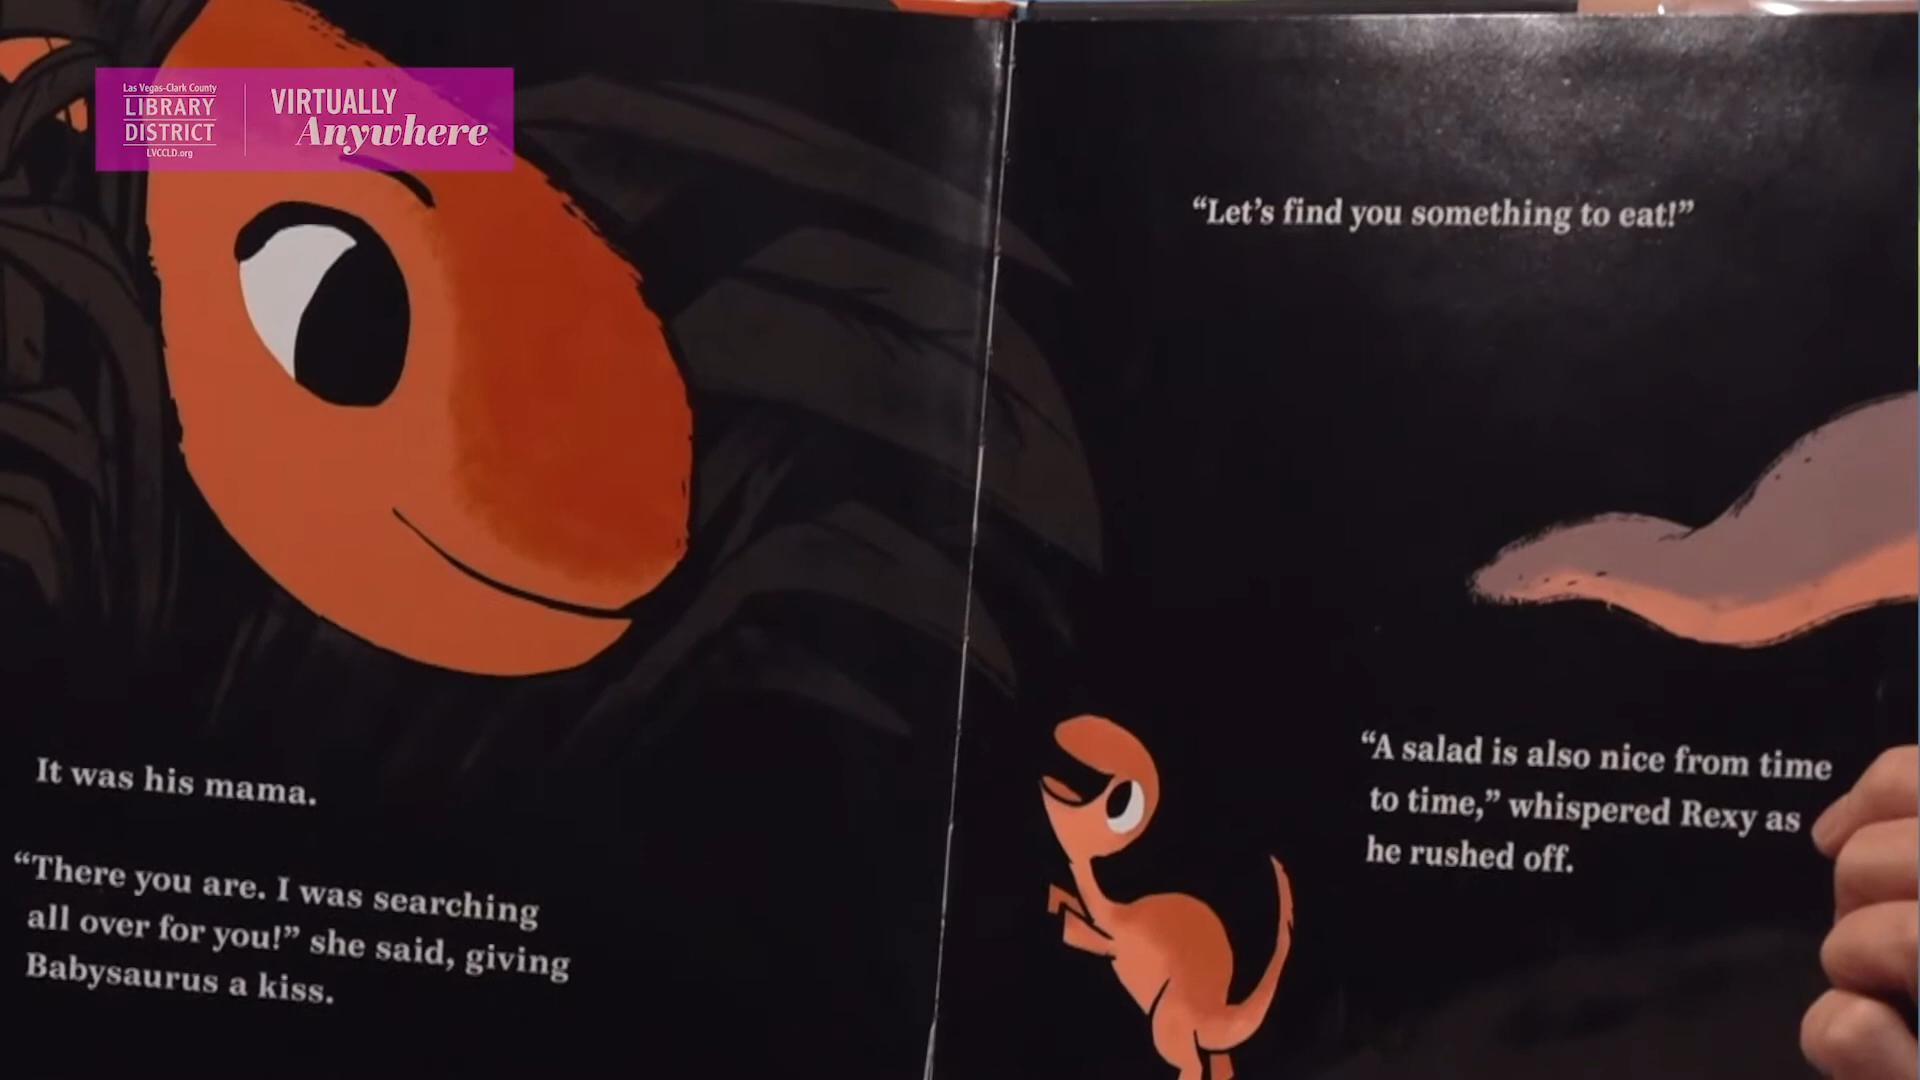 Las Vegas-Clark County
LIBRARY
DISTRICT
LVCCLD.org
VIRTUALLY
Anywhere
It was his mama.
“There you are. I was searching
all over for you!” she said, giving
Babysaurus a kiss.
“Let’s find you something to eat!”
“A salad is also nice from time
to time,” whispered Rexy as
he rushed off.